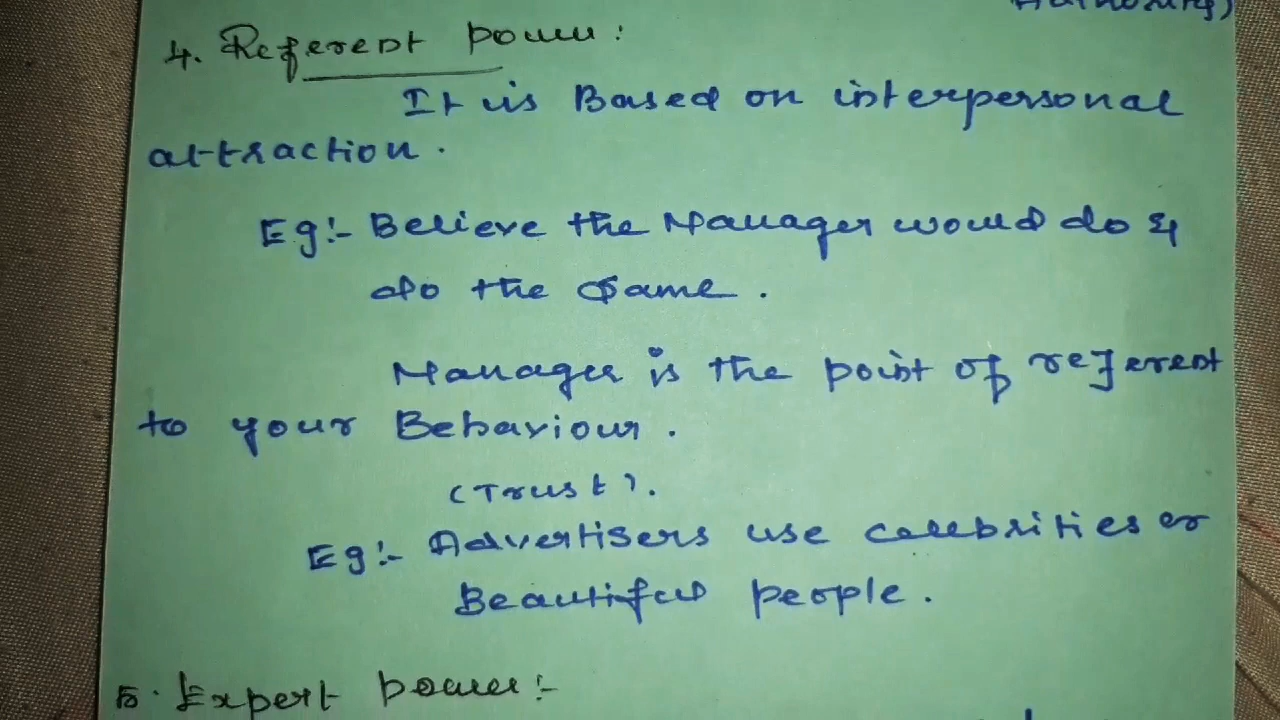 4. Referent power:
It is Based on interpersonal
attraction.
Eg:- Believe the Manager would do &
do the same.
Manager is the point of referent
to your Behaviour.
(Trust).
Eg:- Advertisers use celebrities or
Beautiful people.
5. Expert power:-